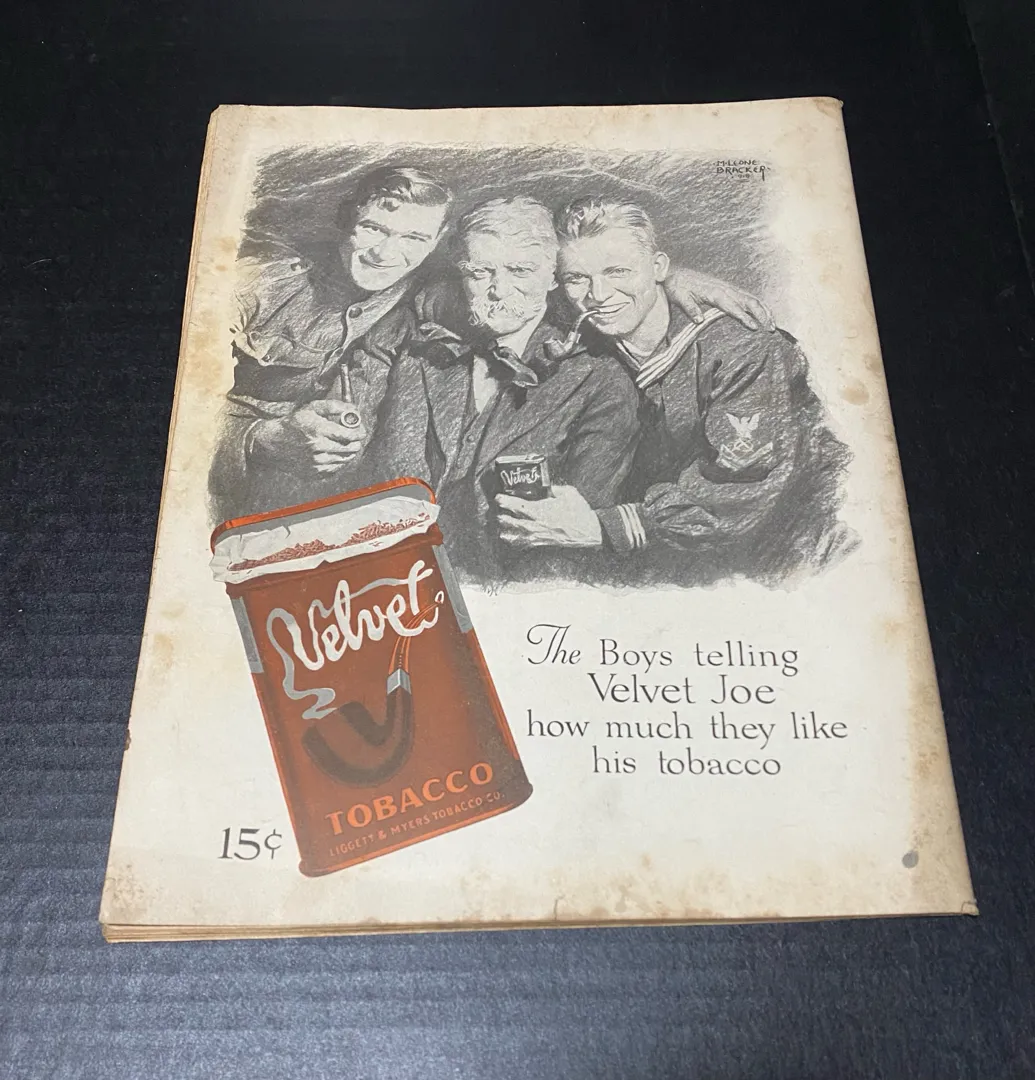 M. LEONE
BRACKER
Velvet
Velvet
TOBACCO
LIGGETT & MYERS TOBACCO CO.
The Boys telling
Velvet Joe
how much they like
his tobacco
15¢